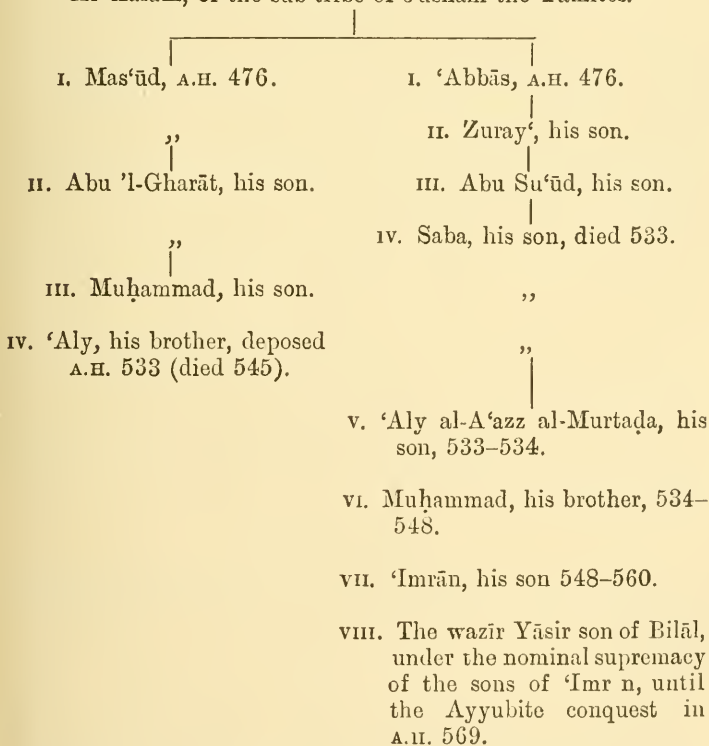 I. Mas‘ūd, A.H. 476.
„
II. Abu 'l-Gharāt, his son.
„
III. Muḥammad, his son.
IV. ‘Aly, his brother, deposed
A.H. 533 (died 545).
I. ‘Abbās, A.H. 476.
II. Zuray‘, his son.
III. Abu Su‘ūd, his son.
IV. Saba, his son, died 533.
„
„
V. ‘Aly al-A‘azz al-Murtaḍa, his
son, 533–534.
VI. Muḥammad, his brother, 534–
548.
VII. ‘Imrān, his son 548–560.
VIII. The wazīr Yāsir son of Bilāl,
under the nominal supremacy
of the sons of ‘Imr n, until
the Ayyubite conquest in
A.H. 569.